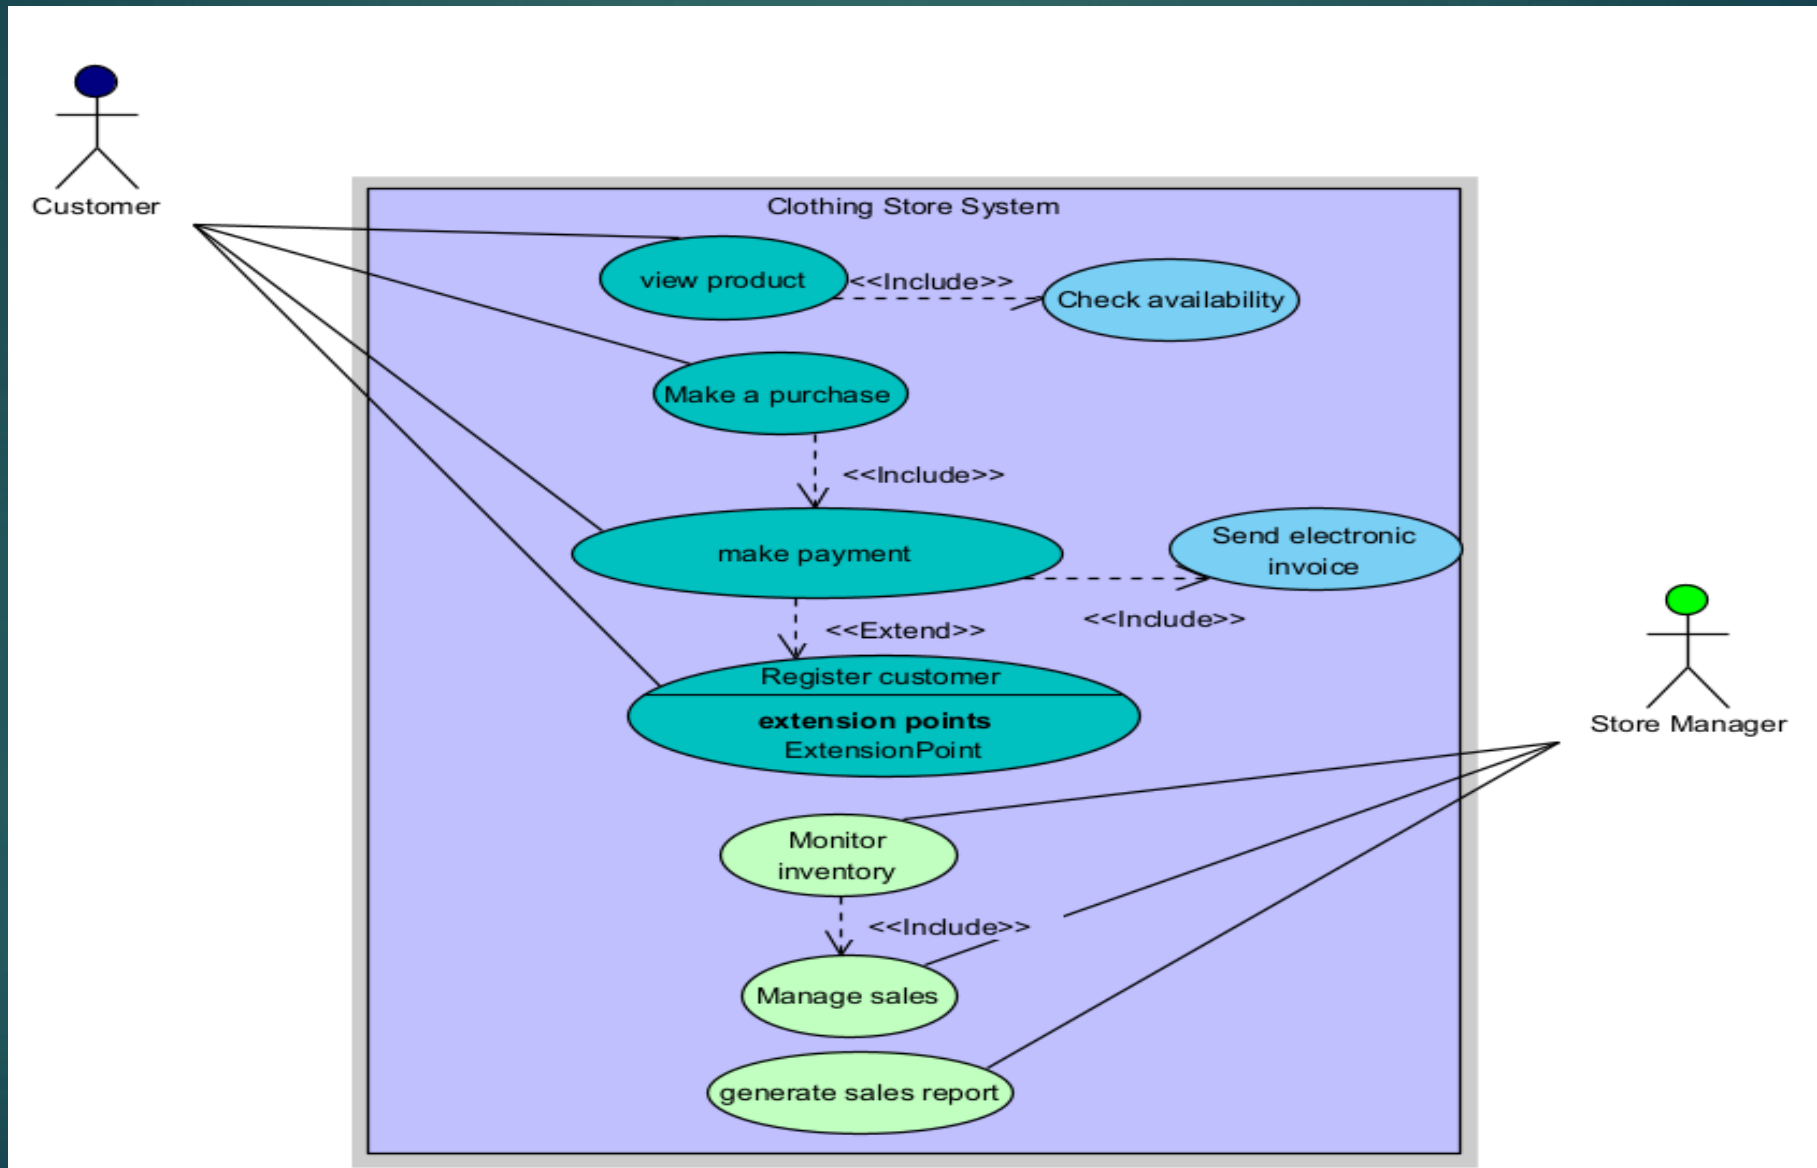 Customer
Clothing Store System
view product
<<Include>>
Check availability
Make a purchase
<<Include>>
make payment
Send electronic
invoice
<<Include>>
<<Extend>>
Register customer
extension points
ExtensionPoint
Store Manager
Monitor
inventory
<<Include>>
Manage sales
generate sales report